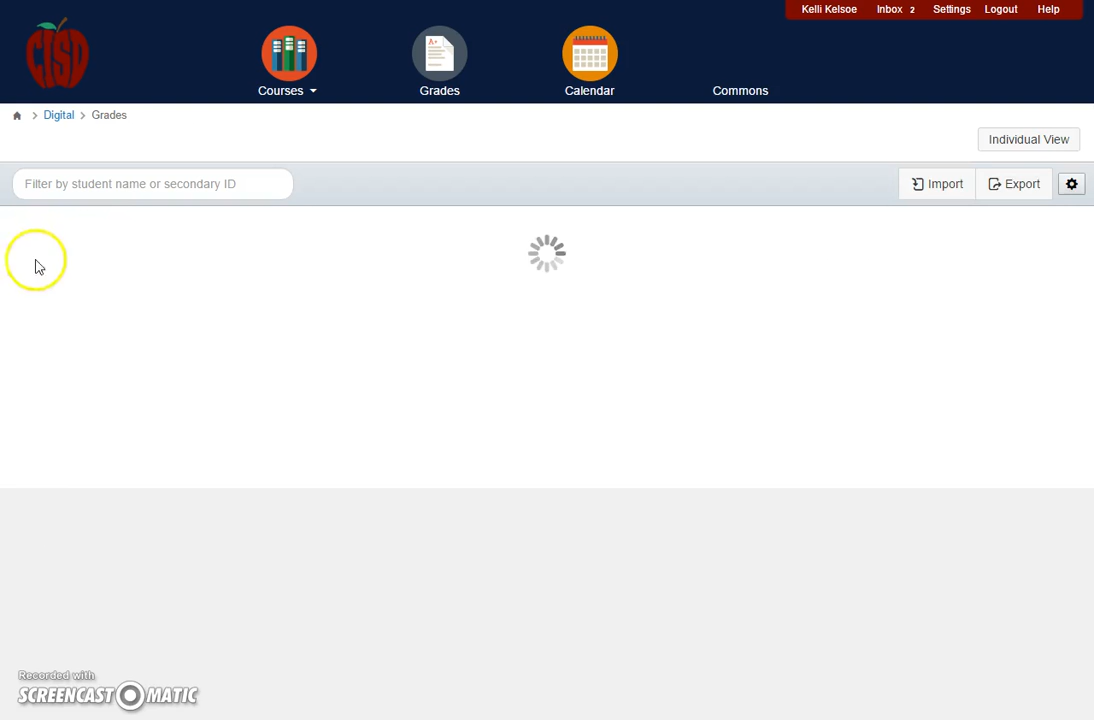 Kelli Kelsoe Inbox 2 Settings Logout Help
CISD
A+
Courses Grades Calendar Commons
Digital Grades
Individual View
Filter by student name or secondary ID Import Export
Recorded with
SCREENCAST MATIC